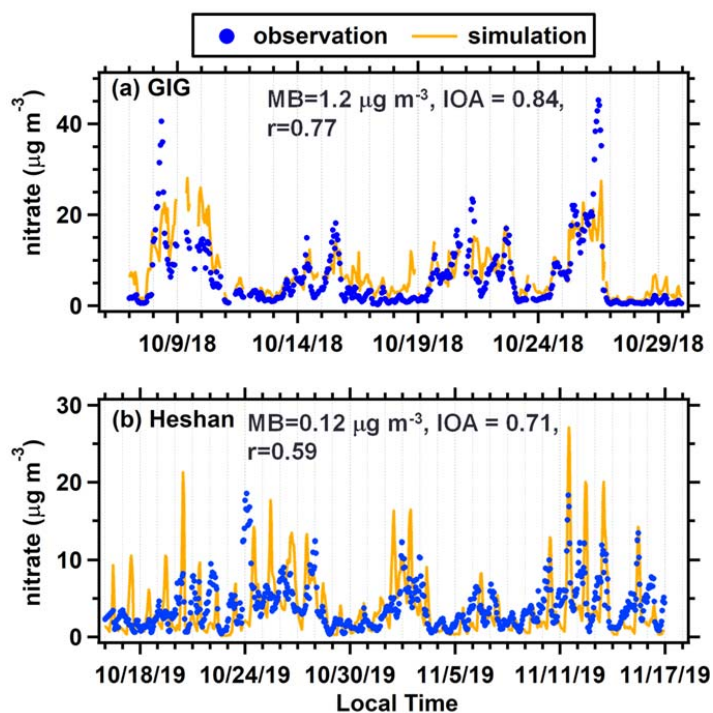 observation simulation
(a) GIG
MB=1.2 μg m⁻³, IOA = 0.84,
r=0.77
nitrate (μg m⁻³)
40
20
0
10/9/18 10/14/18 10/19/18 10/24/18 10/29/18
(b) Heshan
MB=0.12 μg m⁻³, IOA = 0.71,
r=0.59
nitrate (μg m⁻³)
30
20
10
0
10/18/19 10/24/19 10/30/19 11/5/19 11/11/19 11/17/19
Local Time